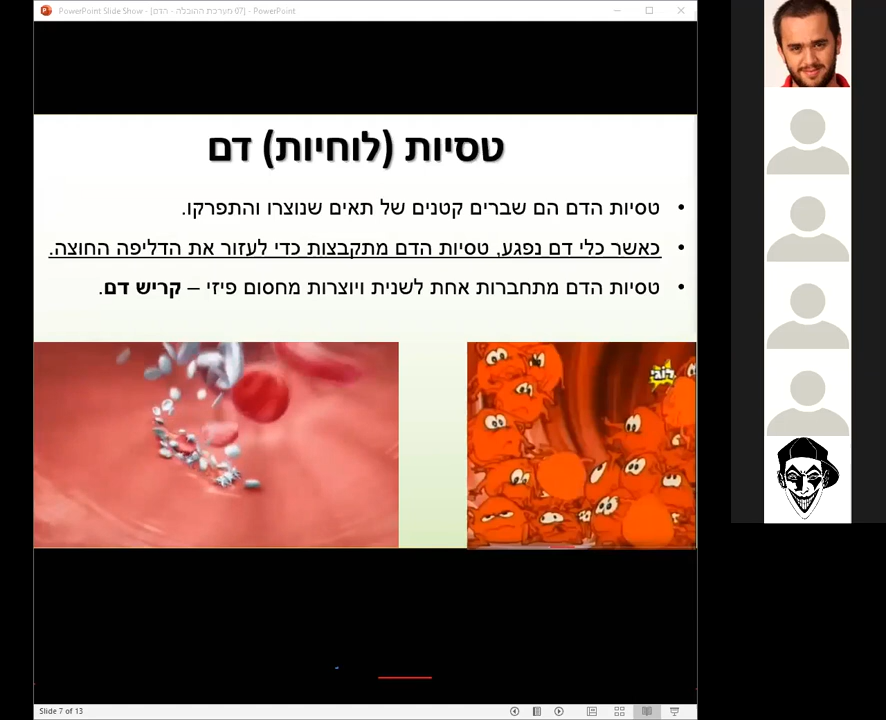 PowerPoint Slide Show - [07 מערכת ההובלה - הדם] - PowerPoint
טסיות (לוחיות) דם
• טסיות הדם הם שברים קטנים של תאים שנוצרו והתפרקו.
• כאשר כלי דם נפגע, טסיות הדם מתקבצות כדי לעזור את הדליפה החוצה.
• טסיות הדם מתחברות אחת לשנית ויוצרות מחסום פיזי – קריש דם.
Slide 7 of 13